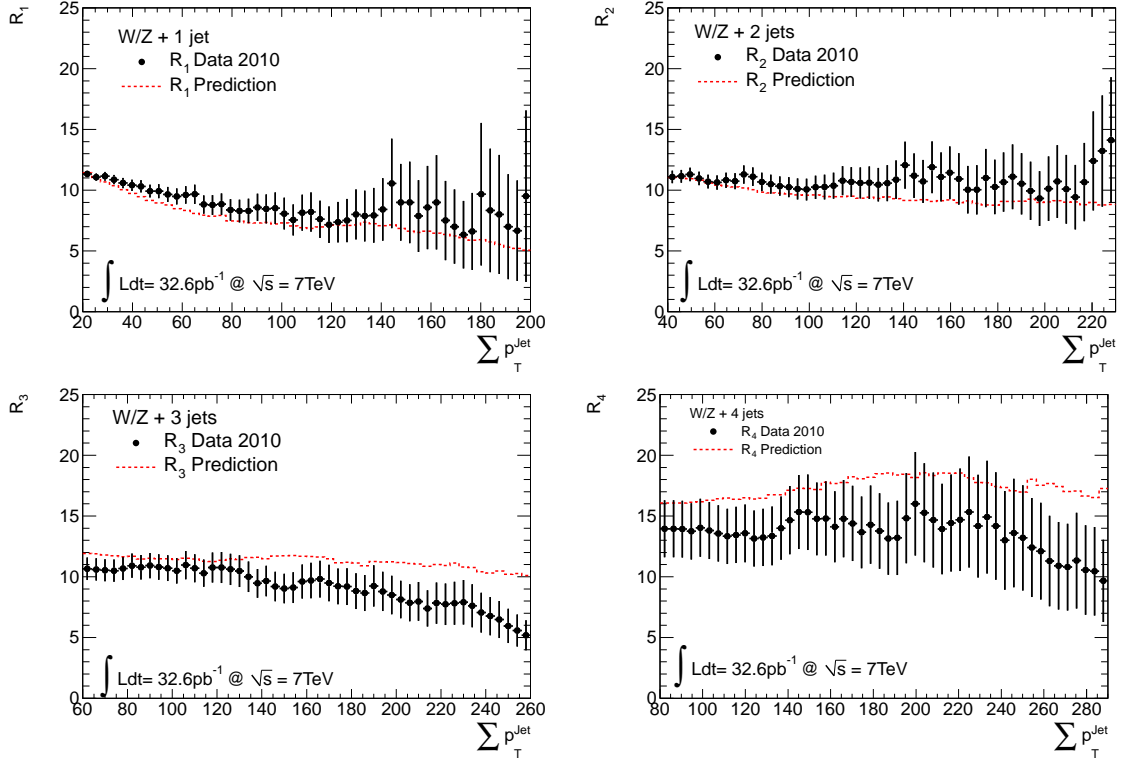 R1
25
20
15
10
5
0
W/Z + 1 jet
R1 Data 2010
R1 Prediction
∫ Ldt= 32.6pb-1 @ √s = 7TeV
20 40 60 80 100 120 140 160 180 200
∑ pTJet
R2
25
20
15
10
5
0
W/Z + 2 jets
R2 Data 2010
R2 Prediction
∫ Ldt= 32.6pb-1 @ √s = 7TeV
40 60 80 100 120 140 160 180 200 220
∑ pTJet
R3
25
20
15
10
5
0
W/Z + 3 jets
R3 Data 2010
R3 Prediction
∫ Ldt= 32.6pb-1 @ √s = 7TeV
60 80 100 120 140 160 180 200 220 240 260
∑ pTJet
R4
25
20
15
10
5
0
W/Z + 4 jets
R4 Data 2010
R4 Prediction
∫ Ldt= 32.6pb-1 @ √s = 7TeV
80 100 120 140 160 180 200 220 240 260 280
∑ pTJet